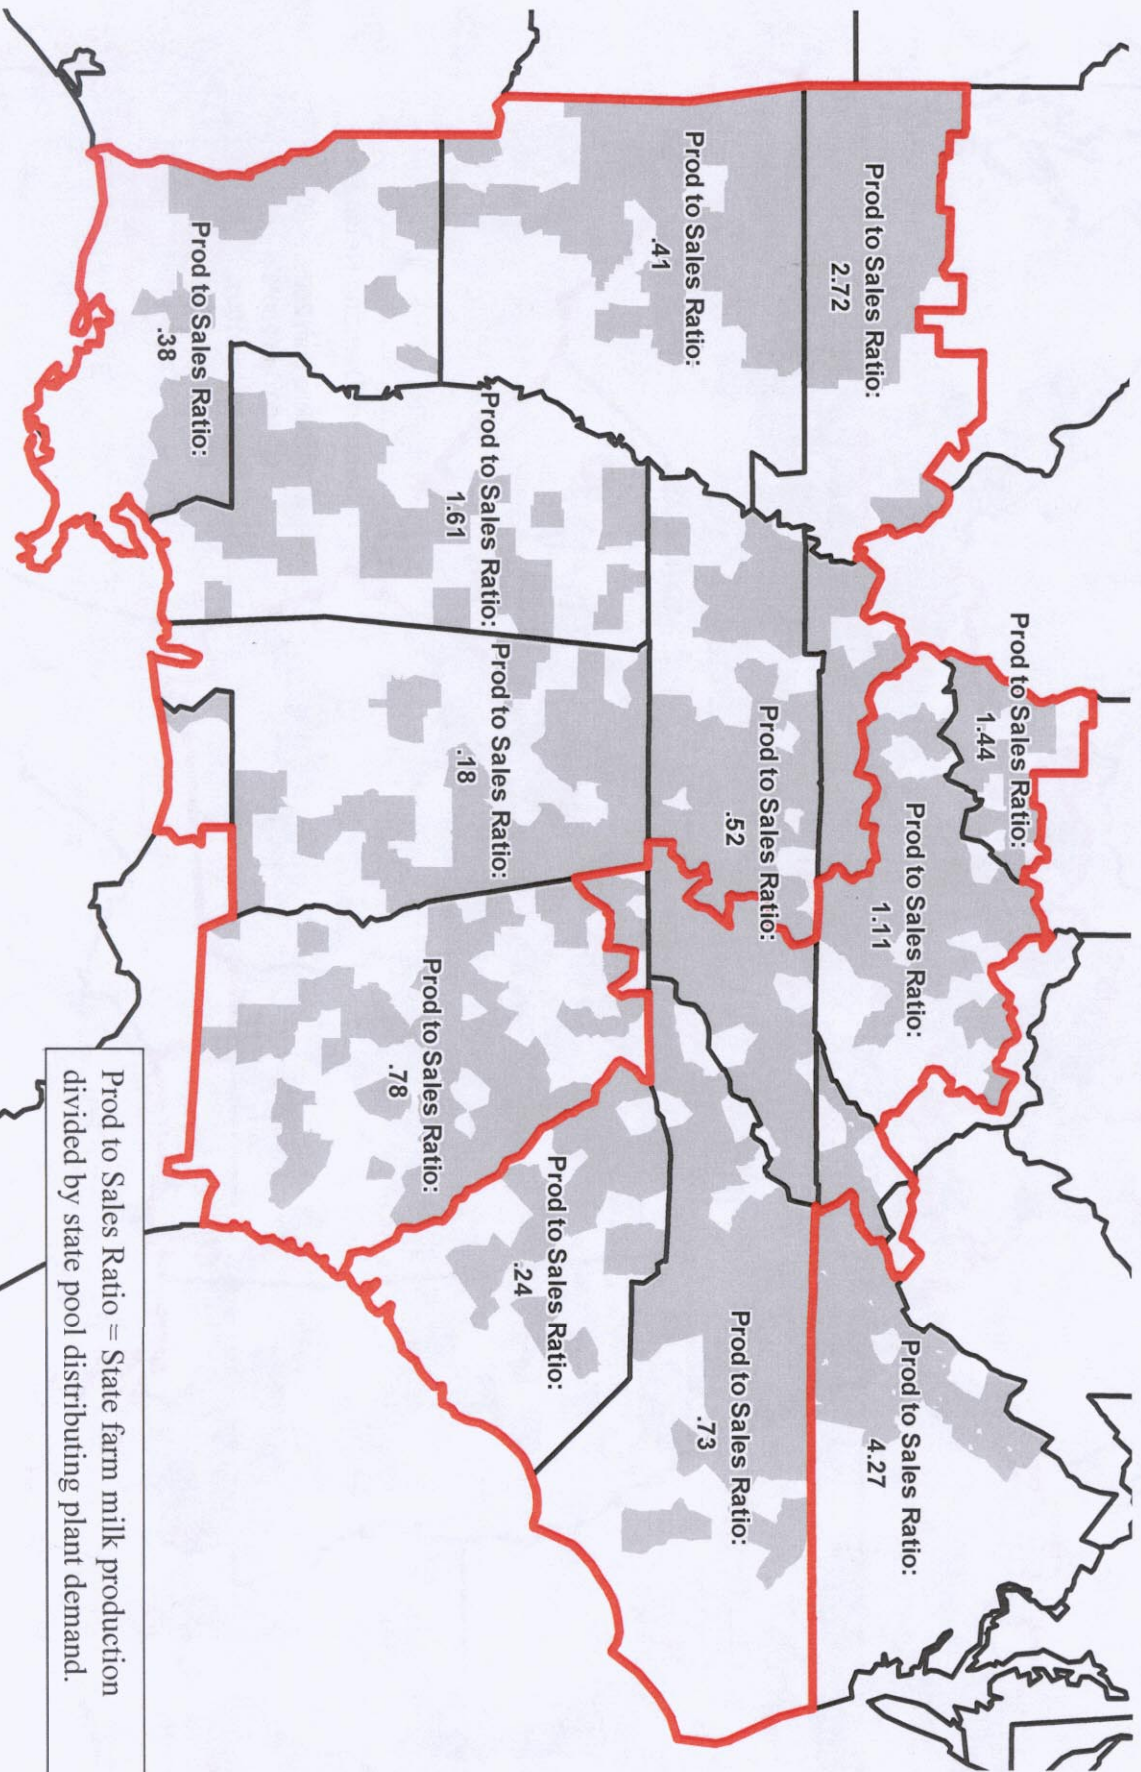 Prod to Sales Ratio:
2.72
Prod to Sales Ratio:
.41
Prod to Sales Ratio:
.38
Prod to Sales Ratio:
1.61
Prod to Sales Ratio:
.18
Prod to Sales Ratio:
.52
Prod to Sales Ratio:
1.44
Prod to Sales Ratio:
1.11
Prod to Sales Ratio:
4.27
Prod to Sales Ratio:
.73
Prod to Sales Ratio:
.24
Prod to Sales Ratio:
.78
Prod to Sales Ratio = State farm milk production
divided by state pool distributing plant demand.